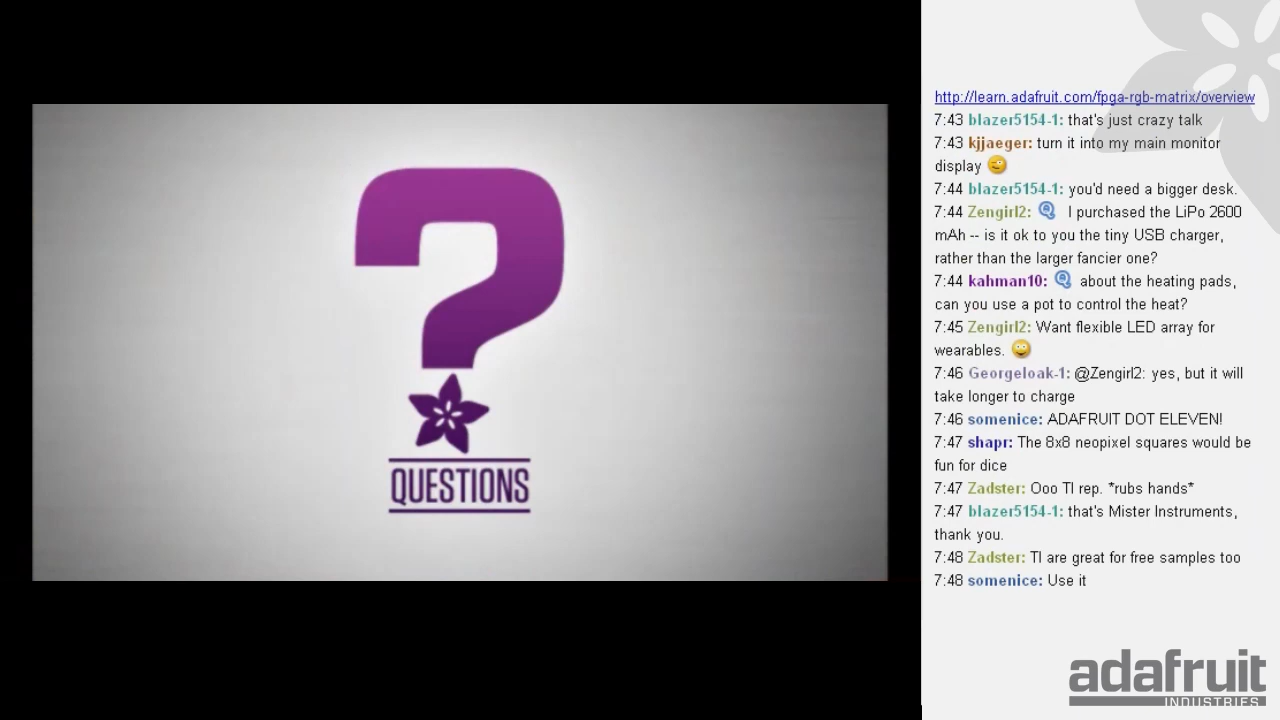 ?
QUESTIONS
http://learn.adafruit.com/fpga-rgb-matrix/overview
7:43 blazer5154-1: that's just crazy talk
7:43 kjjaeger: turn it into my main monitor
display
7:44 blazer5154-1: you'd need a bigger desk.
7:44 Zengirl2: Q I purchased the LiPo 2600
mAh -- is it ok to you the tiny USB charger,
rather than the larger fancier one?
7:44 kahman10: Q about the heating pads,
can you use a pot to control the heat?
7:45 Zengirl2: Want flexible LED array for
wearables.
7:46 Georgeloak-1: @Zengirl2: yes, but it will
take longer to charge
7:46 somenice: ADAFRUIT DOT ELEVEN!
7:47 shapr: The 8x8 neopixel squares would be
fun for dice
7:47 Zadster: Ooo TI rep. *rubs hands*
7:47 blazer5154-1: that's Mister Instruments,
thank you.
7:48 Zadster: TI are great for free samples too
7:48 somenice: Use it
adafruit
INDUSTRIES